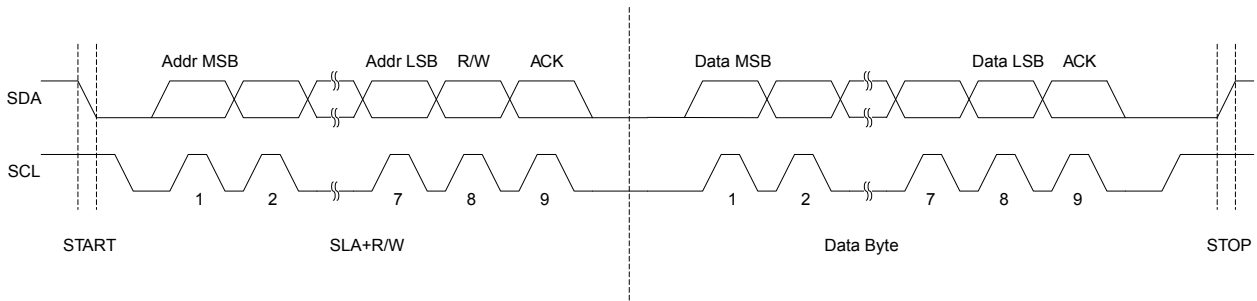 Addr MSB Addr LSB R/W ACK Data MSB Data LSB ACK
SDA
SCL
1 2 7 8 9 1 2 7 8 9
START SLA+R/W Data Byte STOP